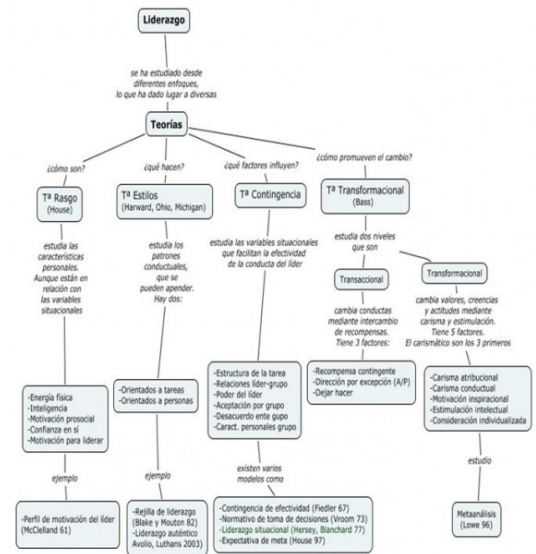 Liderazgo
se ha estudiado desde
diferentes enfoques,
lo que ha dado lugar a diversas
Teorías
¿cómo son?
¿qué hacen?
¿qué factores influyen?
¿cómo promueven el cambio?
Tª Rasgo
(House)
Tª Estilos
(Harward, Ohio, Michigan)
Tª Contingencia
Tª Transformacional
(Bass)
estudia las
características
personales.
Aunque están en
relación con
las variables
situacionales
estudia los
patrones
conductuales,
que se
pueden apender.
Hay dos:
estudia las variables situacionales
que facilitan la efectividad
de la conducta del líder
estudia dos niveles
que son
Transaccional
Transformacional
cambia conductas
mediante intercambio
de recompensas.
Tiene 3 factores:
cambia valores, creencias
y actitudes mediante
carisma y estimulación.
Tiene 5 factores.
El carismático son los 3 primeros
-Energía física
-Inteligencia
-Motivación prosocial
-Confianza en sí
-Motivación para liderar
-Orientados a tareas
-Orientados a personas
-Estructura de la tarea
-Relaciones líder-grupo
-Poder del líder
-Aceptación por grupo
-Desacuerdo ente gupo
-Caract. personales grupo
-Recompensa contingente
-Dirección por excepción (A/P)
-Dejar hacer
-Carisma atribucional
-Carisma conductual
-Motivación inspiracional
-Estimulación intelectual
-Consideración individualizada
ejemplo
ejemplo
existen varios
modelos como
estudio
-Perfil de motivación del líder
(McClelland 61)
-Rejilla de liderazgo
(Blake y Mouton 82)
-Liderazgo auténtico
Avolio, Luthans 2003)
-Contingencia de efectividad (Fiedler 67)
-Normativo de toma de decisiones (Vroom 73)
-Liderazgo situacional (Hersey, Blanchard 77)
-Expectativa de meta (House 97)
Metaanálisis
(Lowe 96)